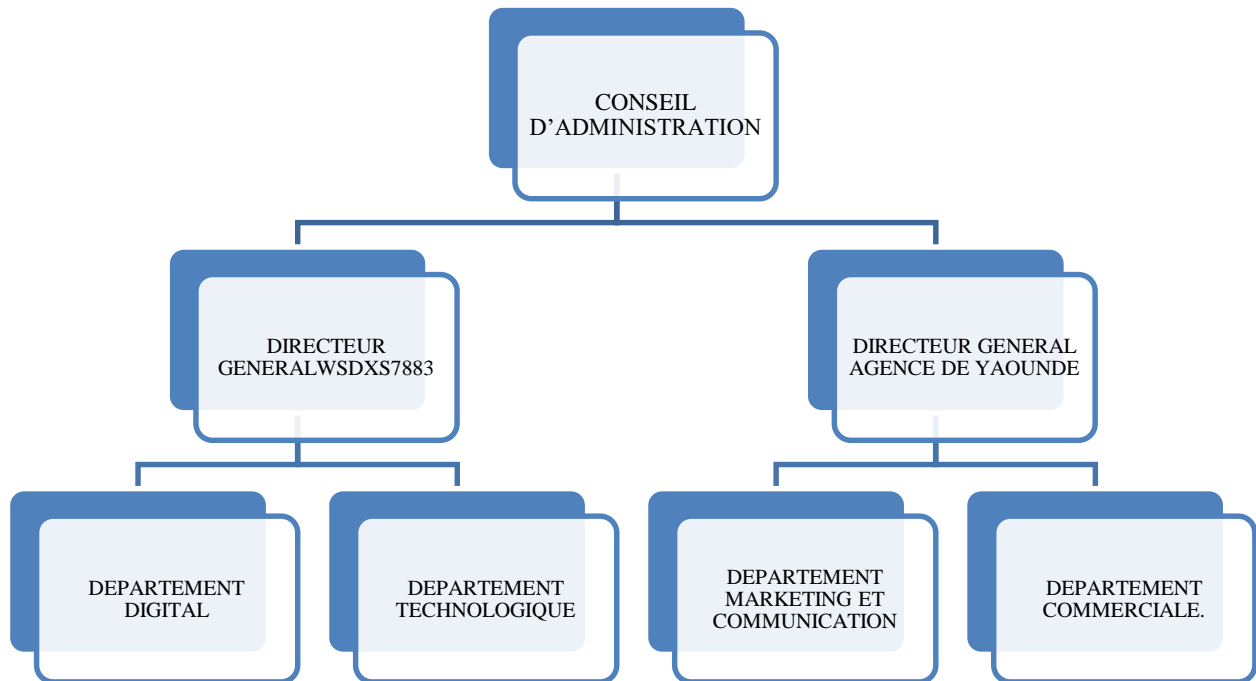 CONSEIL
D’ADMINISTRATION
DIRECTEUR
GENERALWSDXS7883
DIRECTEUR GENERAL
AGENCE DE YAOUNDE
DEPARTEMENT
DIGITAL
DEPARTEMENT
TECHNOLOGIQUE
DEPARTEMENT
MARKETING ET
COMMUNICATION
DEPARTEMENT
COMMERCIALE.